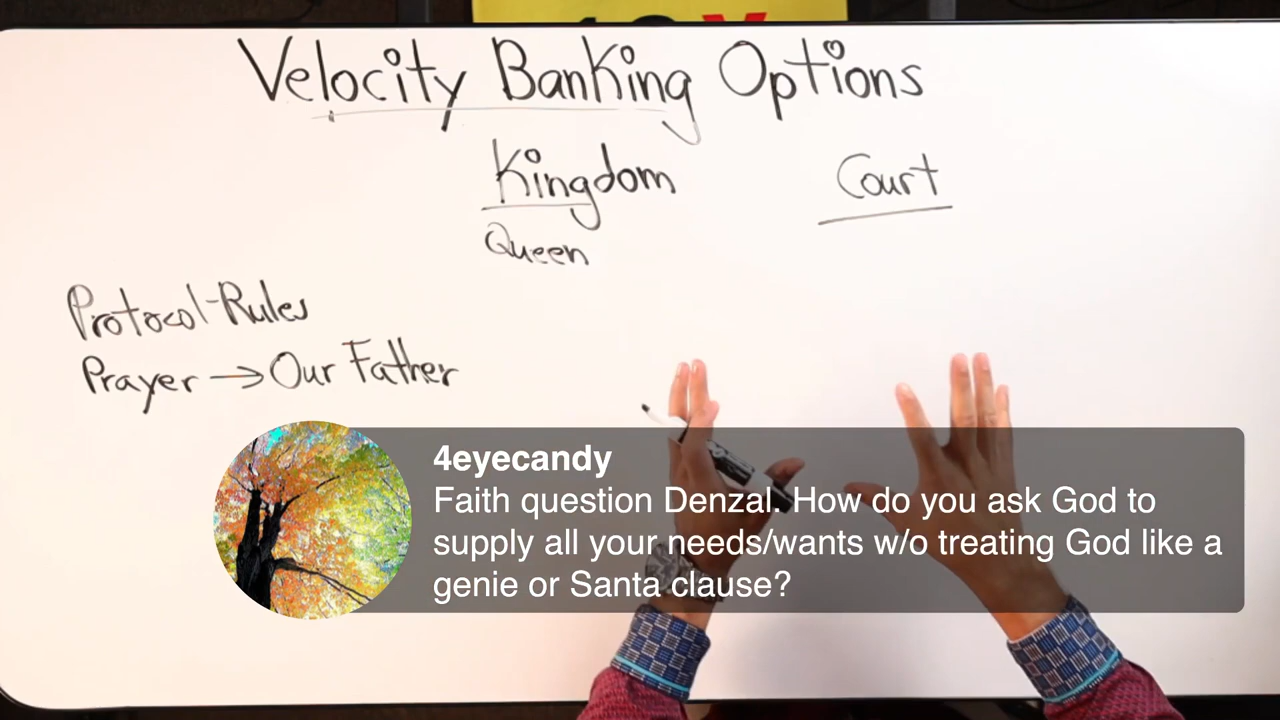 Velocity Banking Options
Kingdom
Court
Queen
Protocol-Rules
Prayer → Our Father
4eyecandy
Faith question Denzal. How do you ask God to
supply all your needs/wants w/o treating God like a
genie or Santa clause?